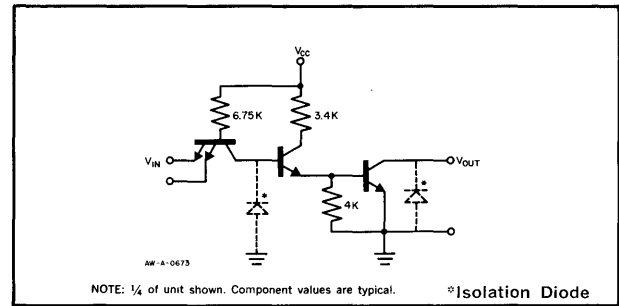 VCC
6.75K
3.4K
VIN
*
VOUT
*
4K
AW-A-0673
NOTE: ¼ of unit shown. Component values are typical.
*Isolation Diode